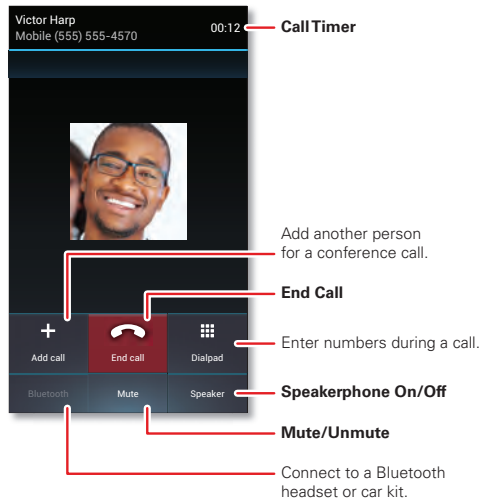 Victor Harp
Mobile (555) 555-4570
00:12
Call Timer
Add another person
for a conference call.
End Call
Add call
End call
Dialpad
Enter numbers during a call.
Bluetooth
Mute
Speaker
Speakerphone On/Off
Mute/Unmute
Connect to a Bluetooth
headset or car kit.